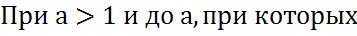 При a > 1 и до a, при которых